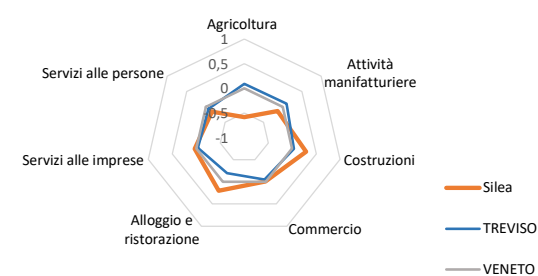 Agricoltura
1
0,5
0
-0,5
-1
Attività
manifatturiere
Costruzioni
Commercio
Alloggio e
ristorazione
Servizi alle imprese
Servizi alle persone
Silea
TREVISO
VENETO